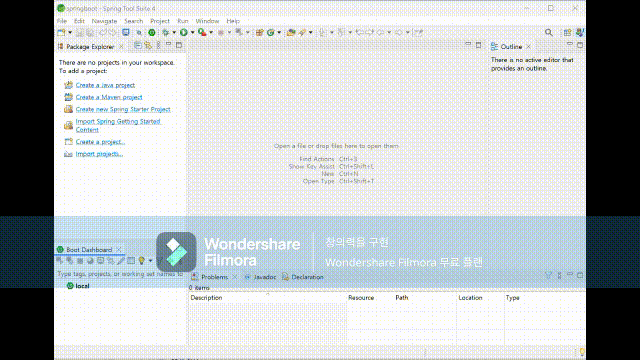 springboot - Spring Tool Suite 4
File Edit Navigate Search Project Run Window Help
Package Explorer
There are no projects in your workspace.
To add a project:
Create a Java project
Create a Maven project
Create new Spring Starter Project
Import Spring Getting Started
Content
Create a project...
Import projects...
Open a file or drop files here to open them
Find Actions Ctrl+3
Show Key Assist Ctrl+Shift+L
New Ctrl+N
Open Type Ctrl+Shift+T
Outline
There is no active editor that
provides an outline.
Boot Dashboard
Type tags, projects, or working set names to
local
Wondershare
Filmora
창의력을 구현
Wondershare Filmora 무료 플랜
Problems Javadoc Declaration
0 items
Description Resource Path Location Type